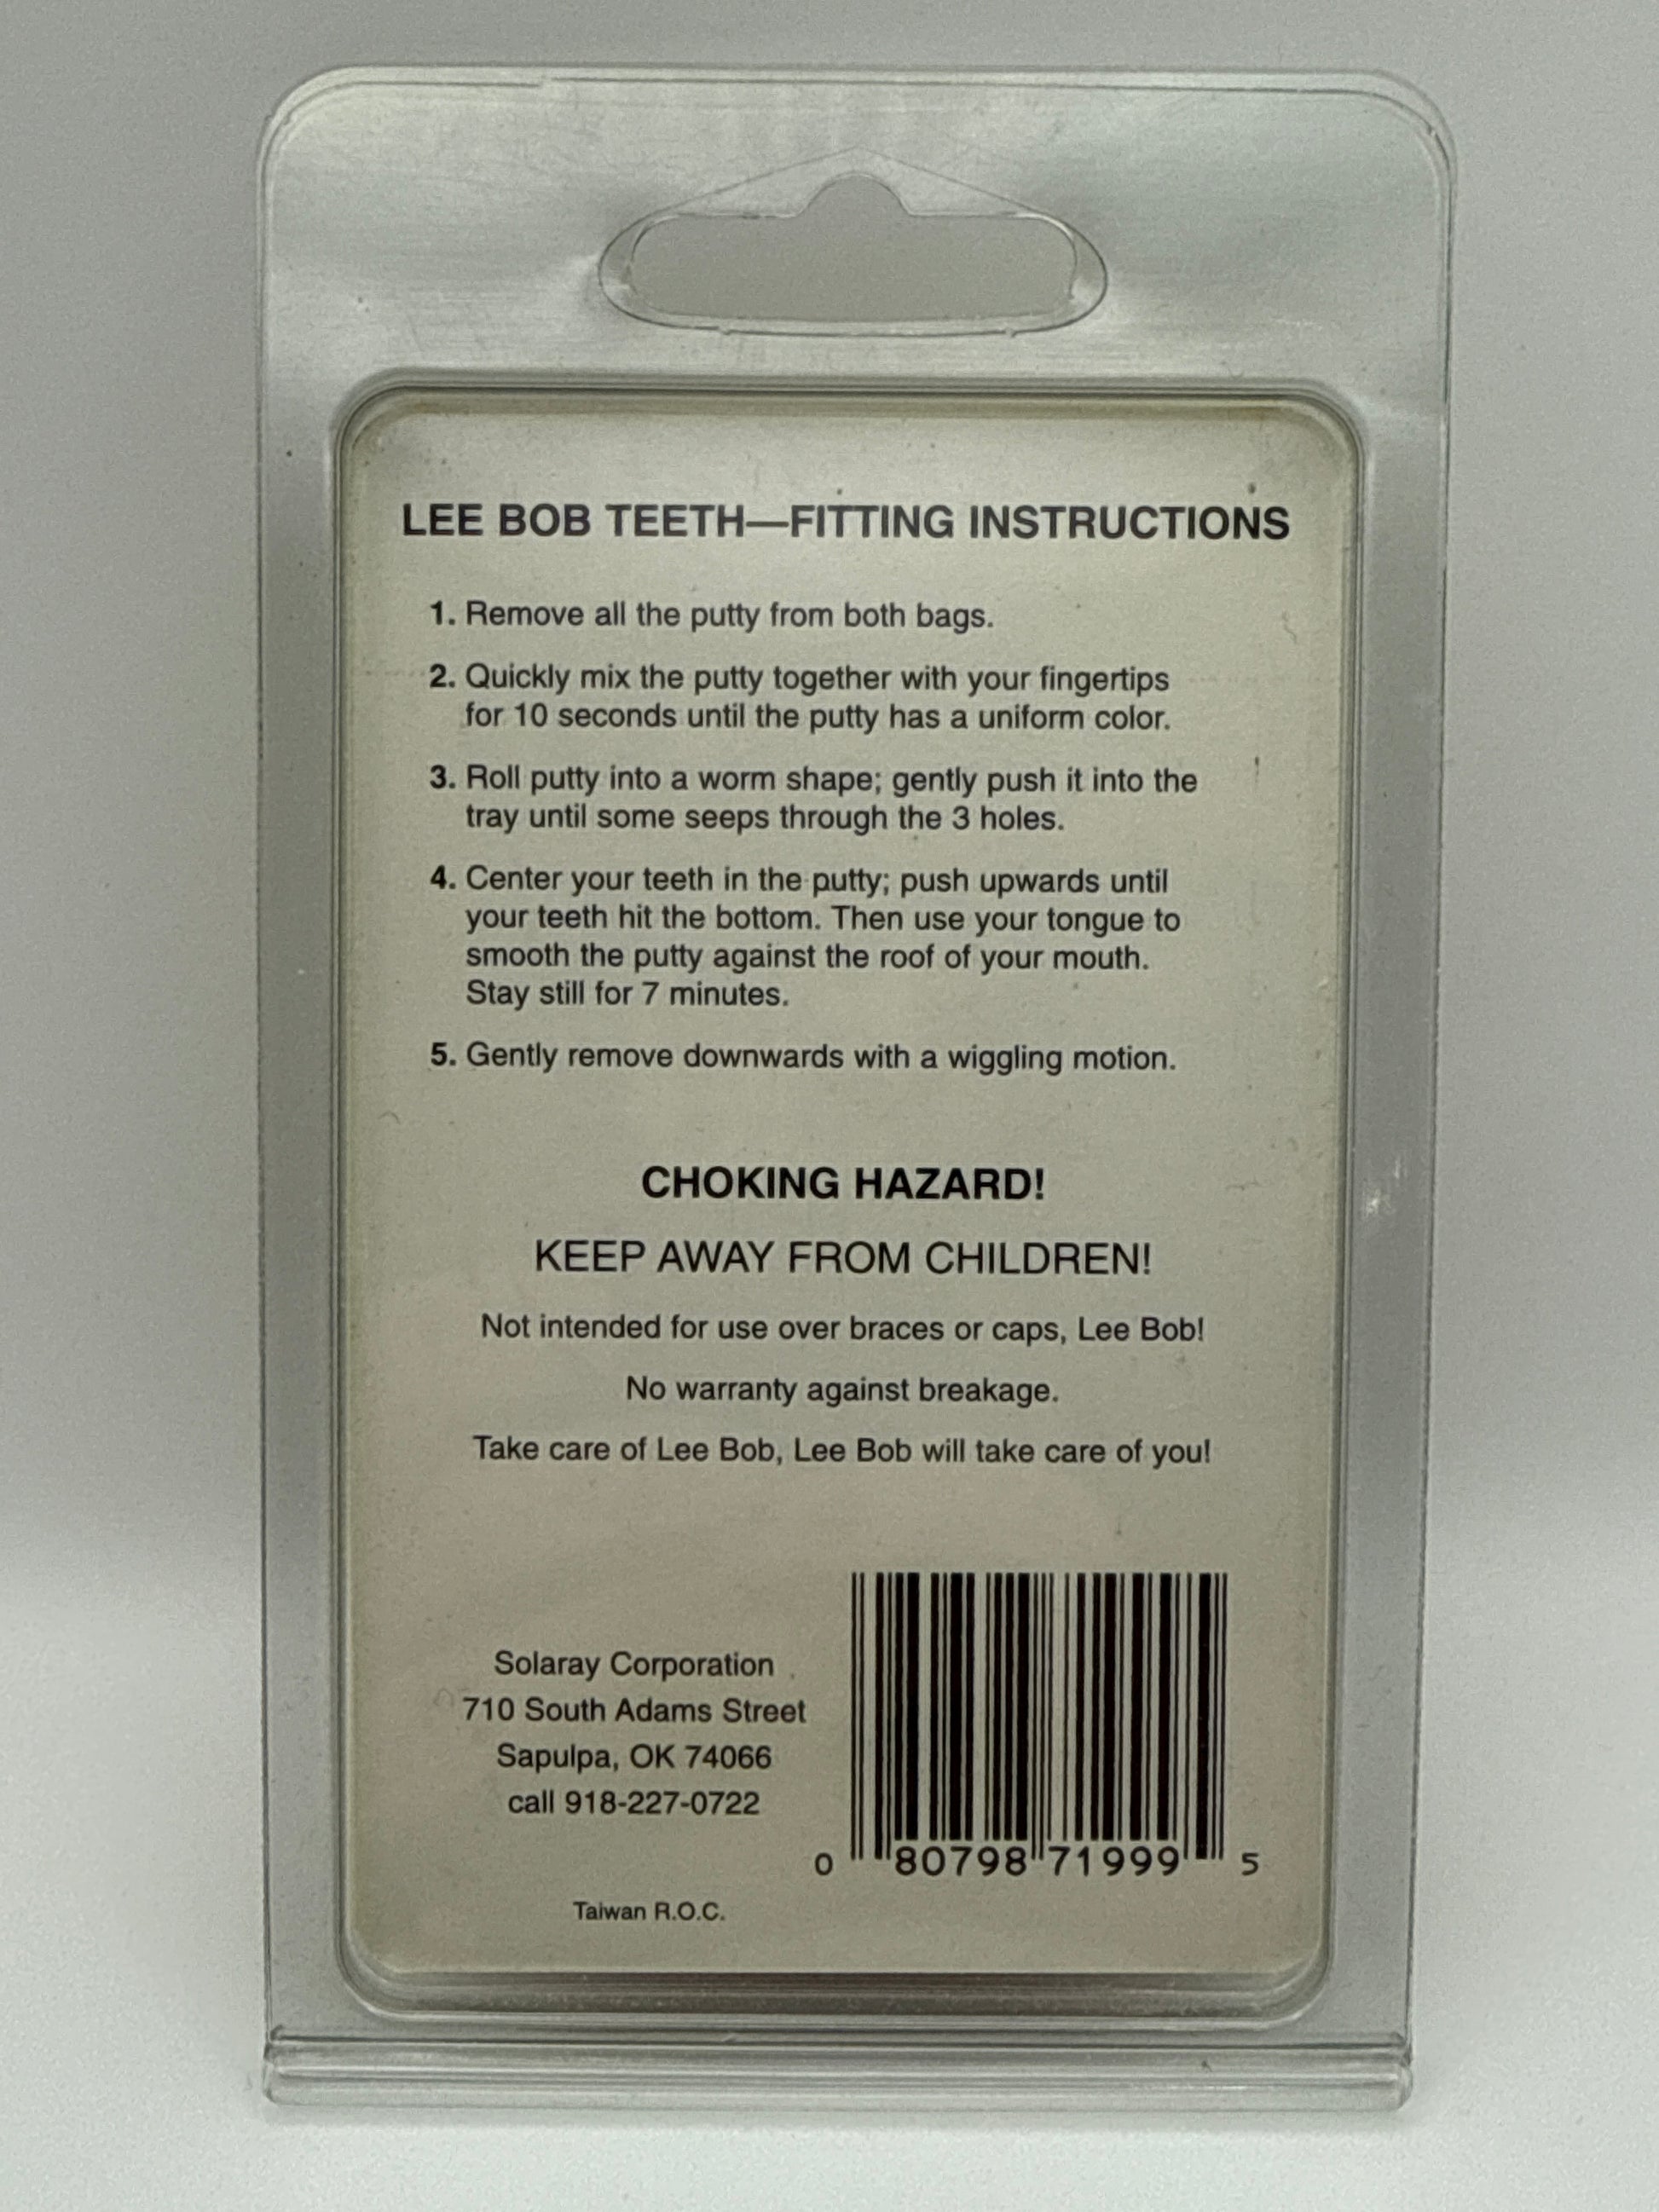 LEE BOB TEETH—FITTING INSTRUCTIONS
1. Remove all the putty from both bags.
2. Quickly mix the putty together with your fingertips
for 10 seconds until the putty has a uniform color.
3. Roll putty into a worm shape; gently push it into the
tray until some seeps through the 3 holes.
4. Center your teeth in the putty; push upwards until
your teeth hit the bottom. Then use your tongue to
smooth the putty against the roof of your mouth.
Stay still for 7 minutes.
5. Gently remove downwards with a wiggling motion.
CHOKING HAZARD!
KEEP AWAY FROM CHILDREN!
Not intended for use over braces or caps, Lee Bob!
No warranty against breakage.
Take care of Lee Bob, Lee Bob will take care of you!
Solaray Corporation
710 South Adams Street
Sapulpa, OK 74066
call 918-227-0722
0 80798 71999 5
Taiwan R.O.C.